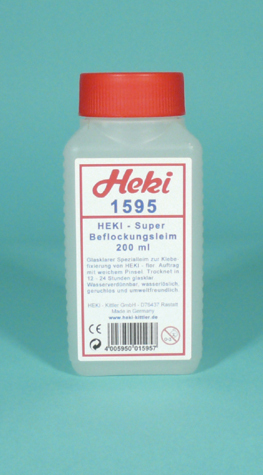 Heki
1595
HEKI - Super
Beflockungsleim
200 ml
Glasklarer Spezialleim zur Klebe-
fixierung von HEKI - flor. Auftrag
mit weichem Pinsel. Trocknet in
12 - 24 Stunden glasklar.
Wasserverdünnbar, wasserlöslich,
geruchlos und umweltfreundlich.
HEKI - Kittler GmbH - D76437 Rastatt
Made in Germany
www.heki-kittler.de
CE
4 005950 015957